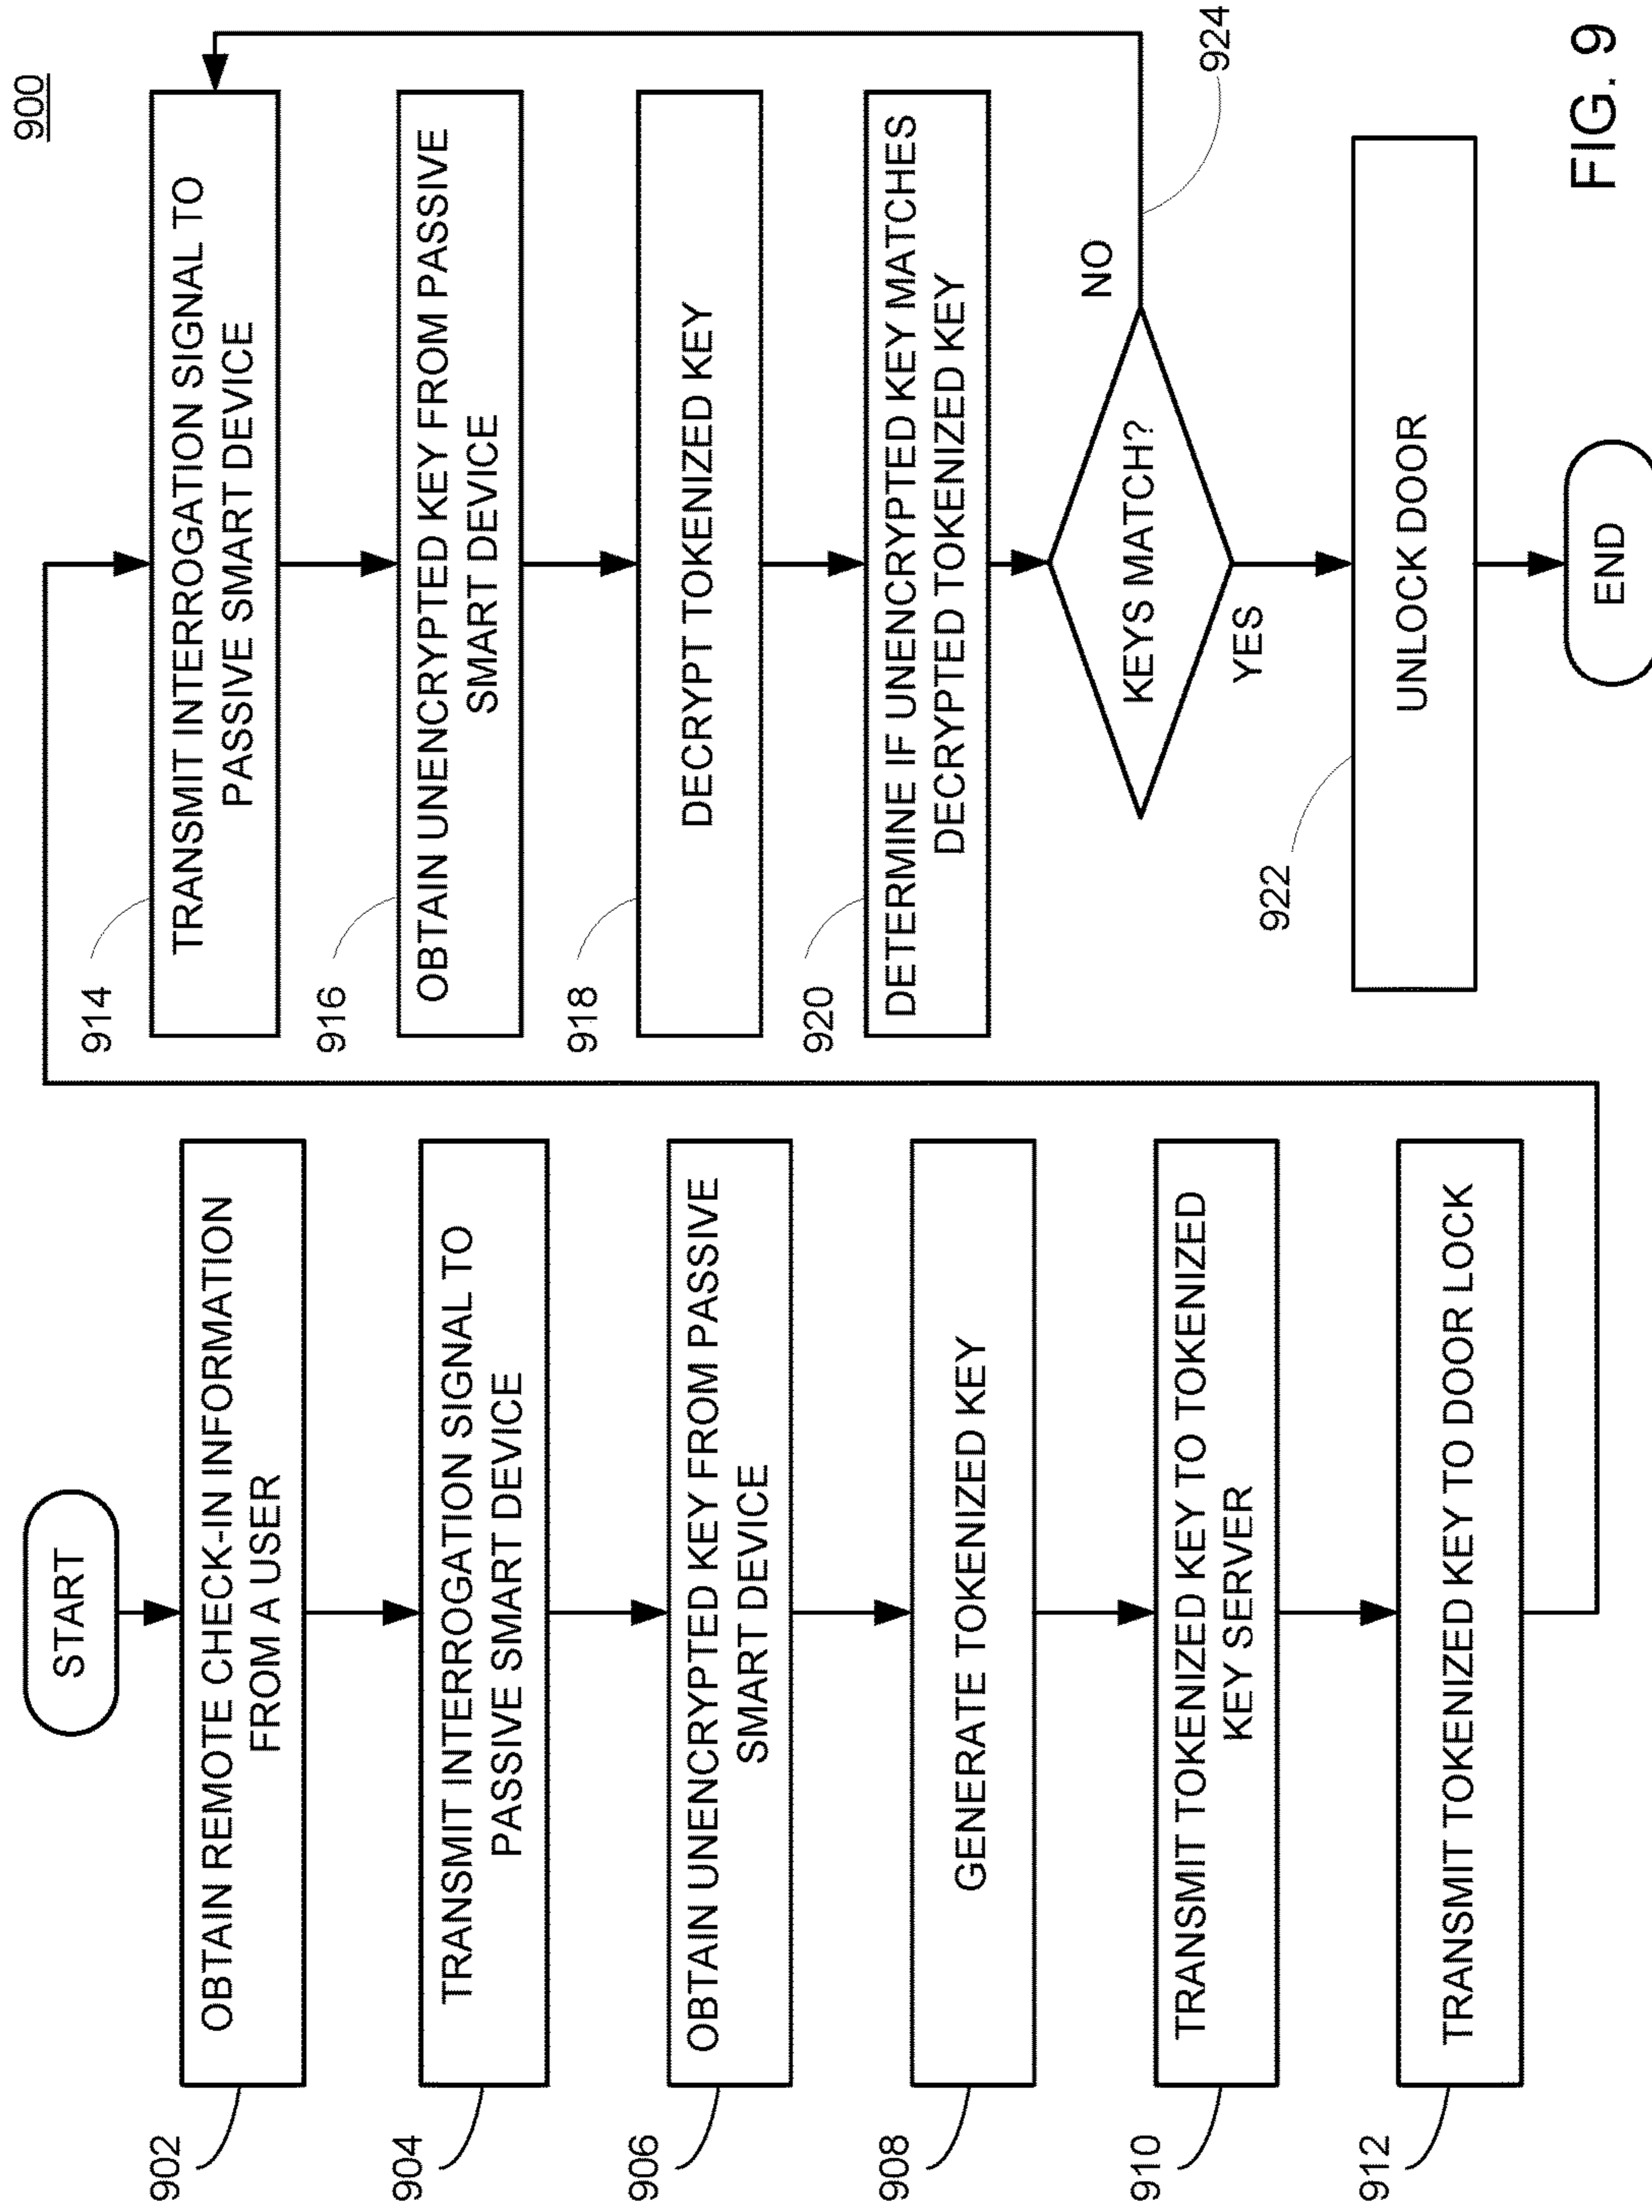 900
START
902
OBTAIN REMOTE CHECK-IN INFORMATION
FROM A USER
904
TRANSMIT INTERROGATION SIGNAL TO
PASSIVE SMART DEVICE
906
OBTAIN UNENCRYPTED KEY FROM PASSIVE
SMART DEVICE
908
GENERATE TOKENIZED KEY
910
TRANSMIT TOKENIZED KEY TO TOKENIZED
KEY SERVER
912
TRANSMIT TOKENIZED KEY TO DOOR LOCK
914
TRANSMIT INTERROGATION SIGNAL TO
PASSIVE SMART DEVICE
916
OBTAIN UNENCRYPTED KEY FROM PASSIVE
SMART DEVICE
918
DECRYPT TOKENIZED KEY
920
DETERMINE IF UNENCRYPTED KEY MATCHES
DECRYPTED TOKENIZED KEY
KEYS MATCH?
NO
924
YES
922
UNLOCK DOOR
END
FIG. 9